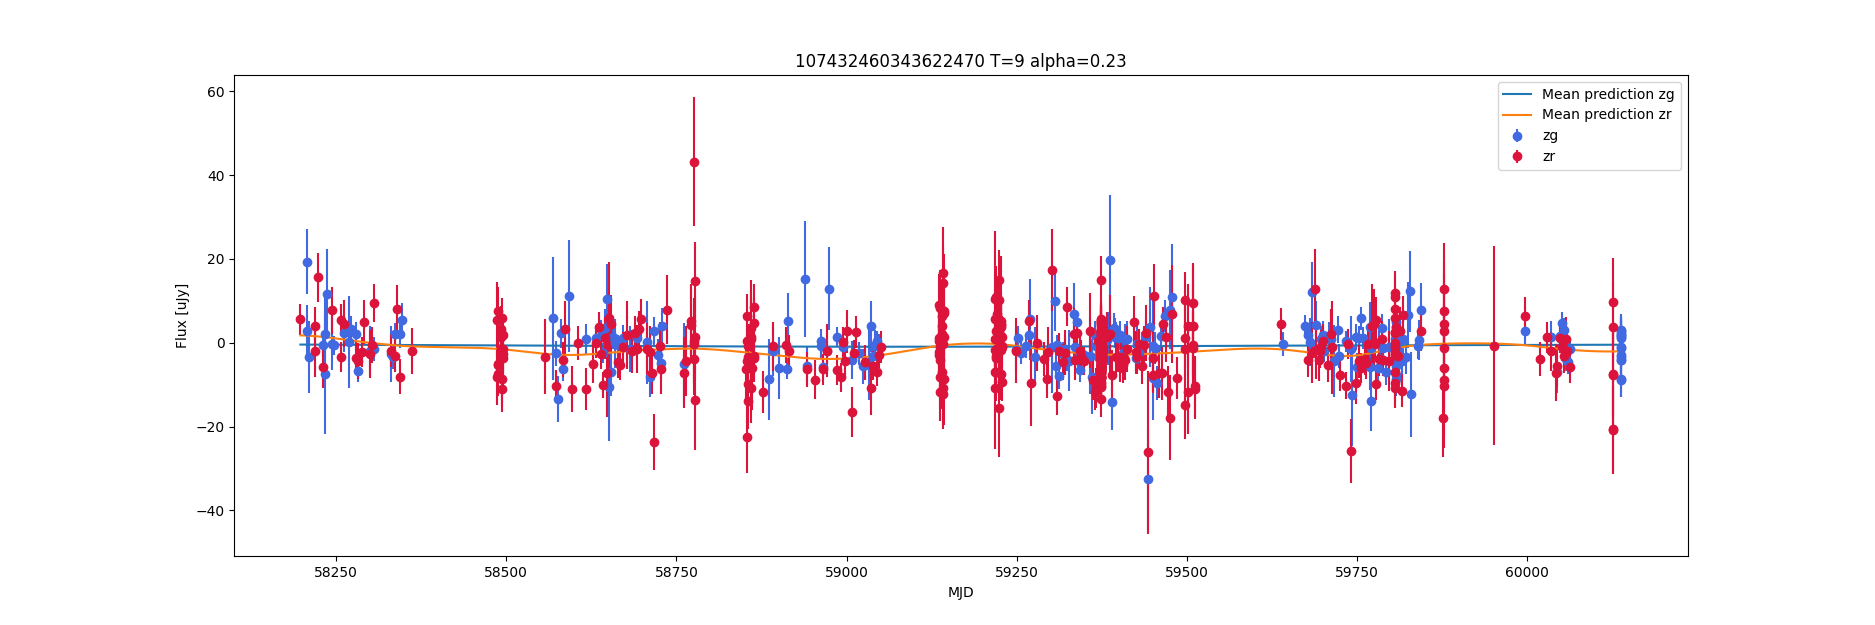 107432460343622470 T=9 alpha=0.23
Flux [uJy]
60
40
20
0
−20
−40
58250
58500
58750
59000
59250
59500
59750
60000
MJD
Mean prediction zg
Mean prediction zr
zg
zr